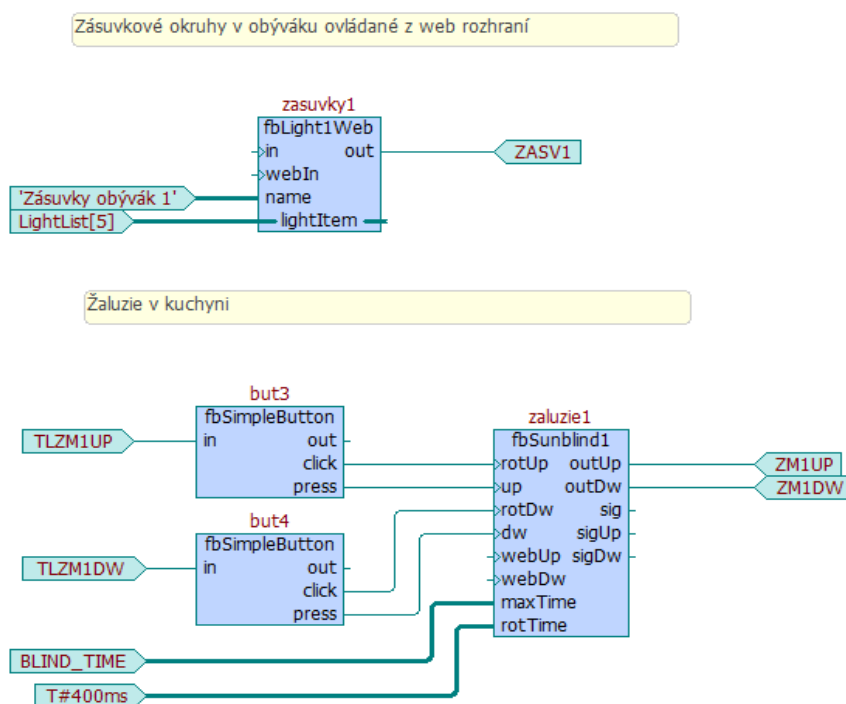 Zásuvkové okruhy v obýváku ovládané z web rozhraní
zasuvky1
fbLight1Web
in out
ZASV1
webIn
'Zásuvky obývák 1'
name
LightList[5]
lightItem
Žaluzie v kuchyni
but3
fbSimpleButton
TLZM1UP
in out
click
press
zaluzie1
fbSunblind1
rotUp outUp
ZM1UP
up outDw
ZM1DW
rotDw sig
dw sigUp
webUp sigDw
webDw
maxTime
rotTime
but4
fbSimpleButton
TLZM1DW
in out
click
press
BLIND_TIME
T#400ms